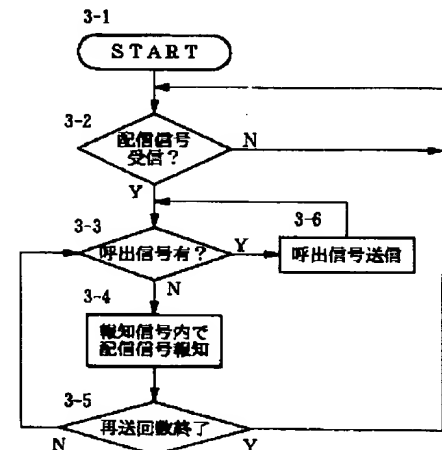 3-1
START
3-2
配信信号
受信?
N
Y
3-3
呼出信号有?
Y
3-6
呼出信号送信
N
3-4
報知信号内で
配信信号報知
3-5
再送回数終了
N
Y